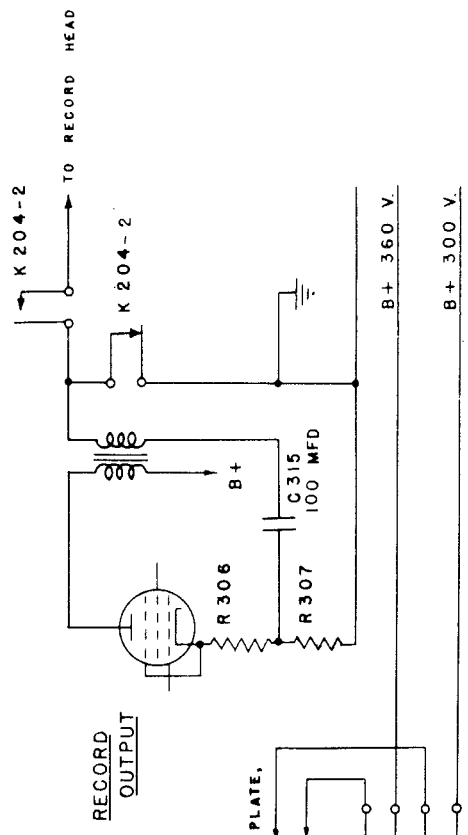 K 204-2
TO RECORD HEAD
K 204-2
B+
C 315
100 MFD
R 306
R 307
RECORD
OUTPUT
B+ 360 V.
B+ 300 V.
PLATE,